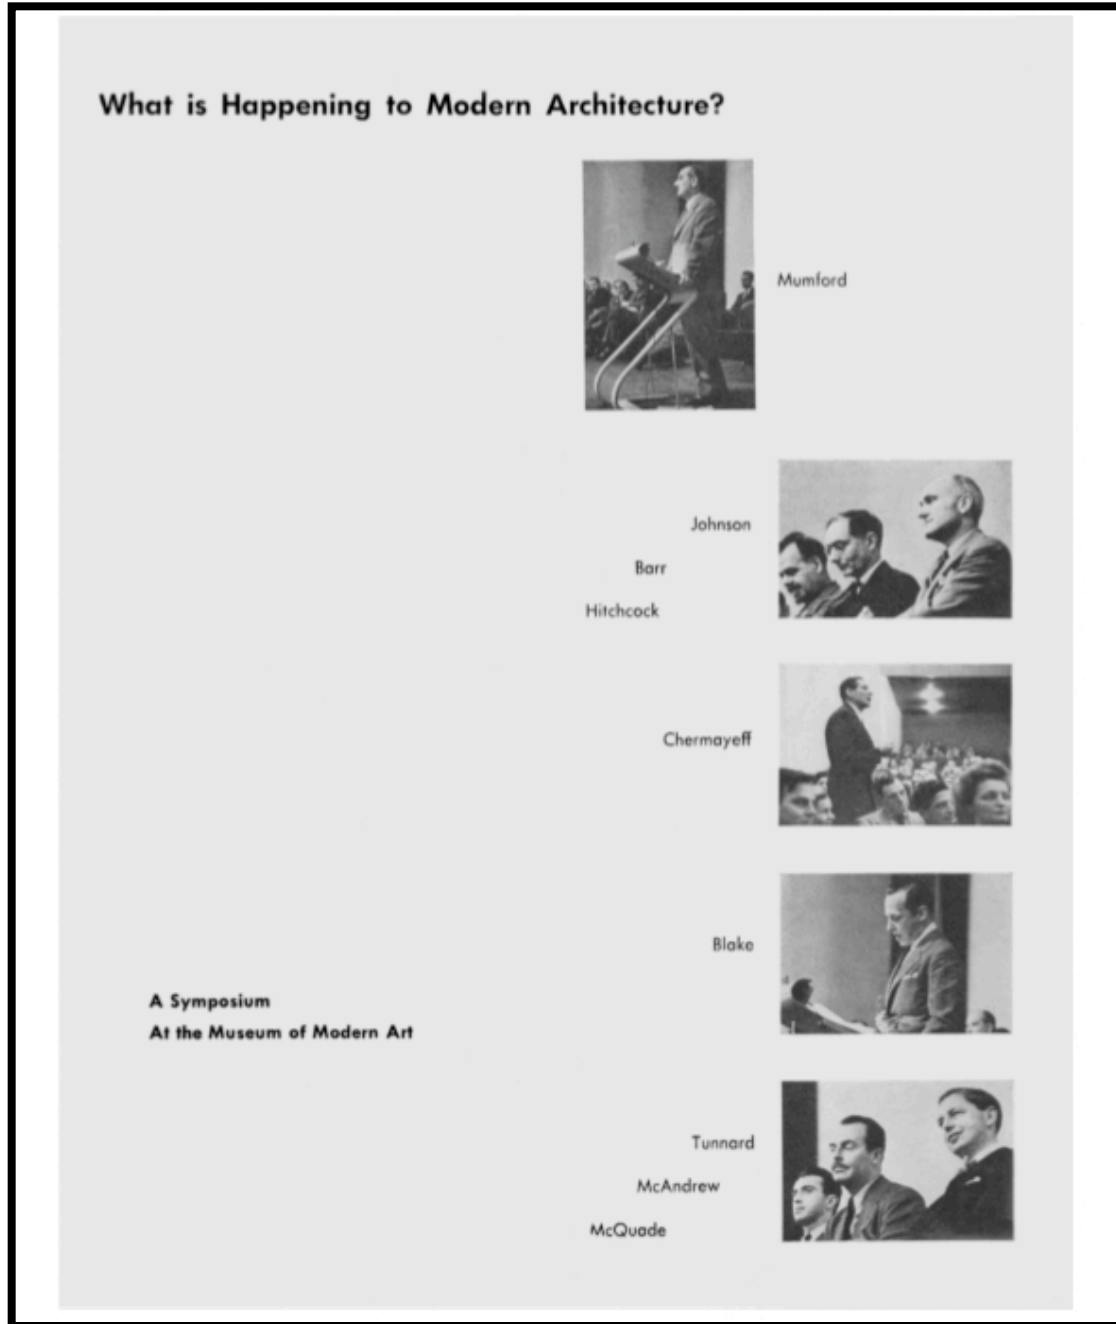 What is Happening to Modern Architecture?
Mumford
Johnson
Barr
Hitchcock
Chermayeff
Blake
A Symposium
At the Museum of Modern Art
Tunnard
McAndrew
McQuade